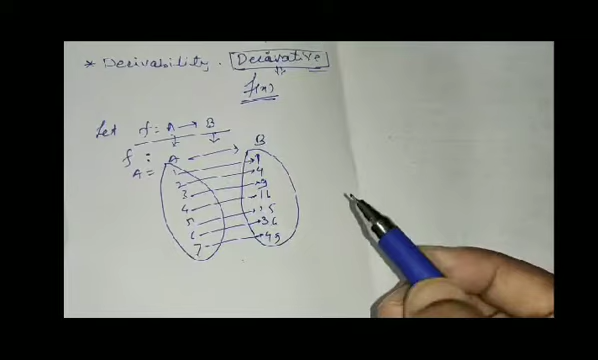 * Derivability. Derivative
f(x)
Let f: A → B
f: A → B
A = 1 → 1
2 → 4
3 → 9
4 → 16
5 → 25
6 → 36
7 → 49